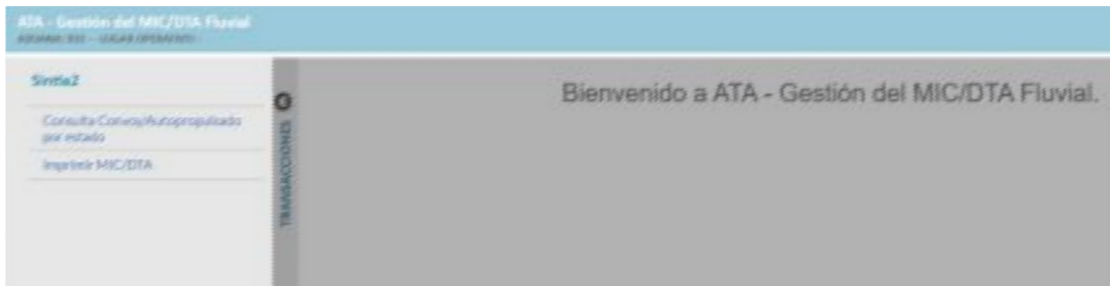 ATA - Gestión del MIC/DTA Fluvial
Sintia2
Consulta Convoy/Autopropulsado
por estado
Imprimir MIC/DTA
TRANSACCIONES
Bienvenido a ATA - Gestión del MIC/DTA Fluvial.